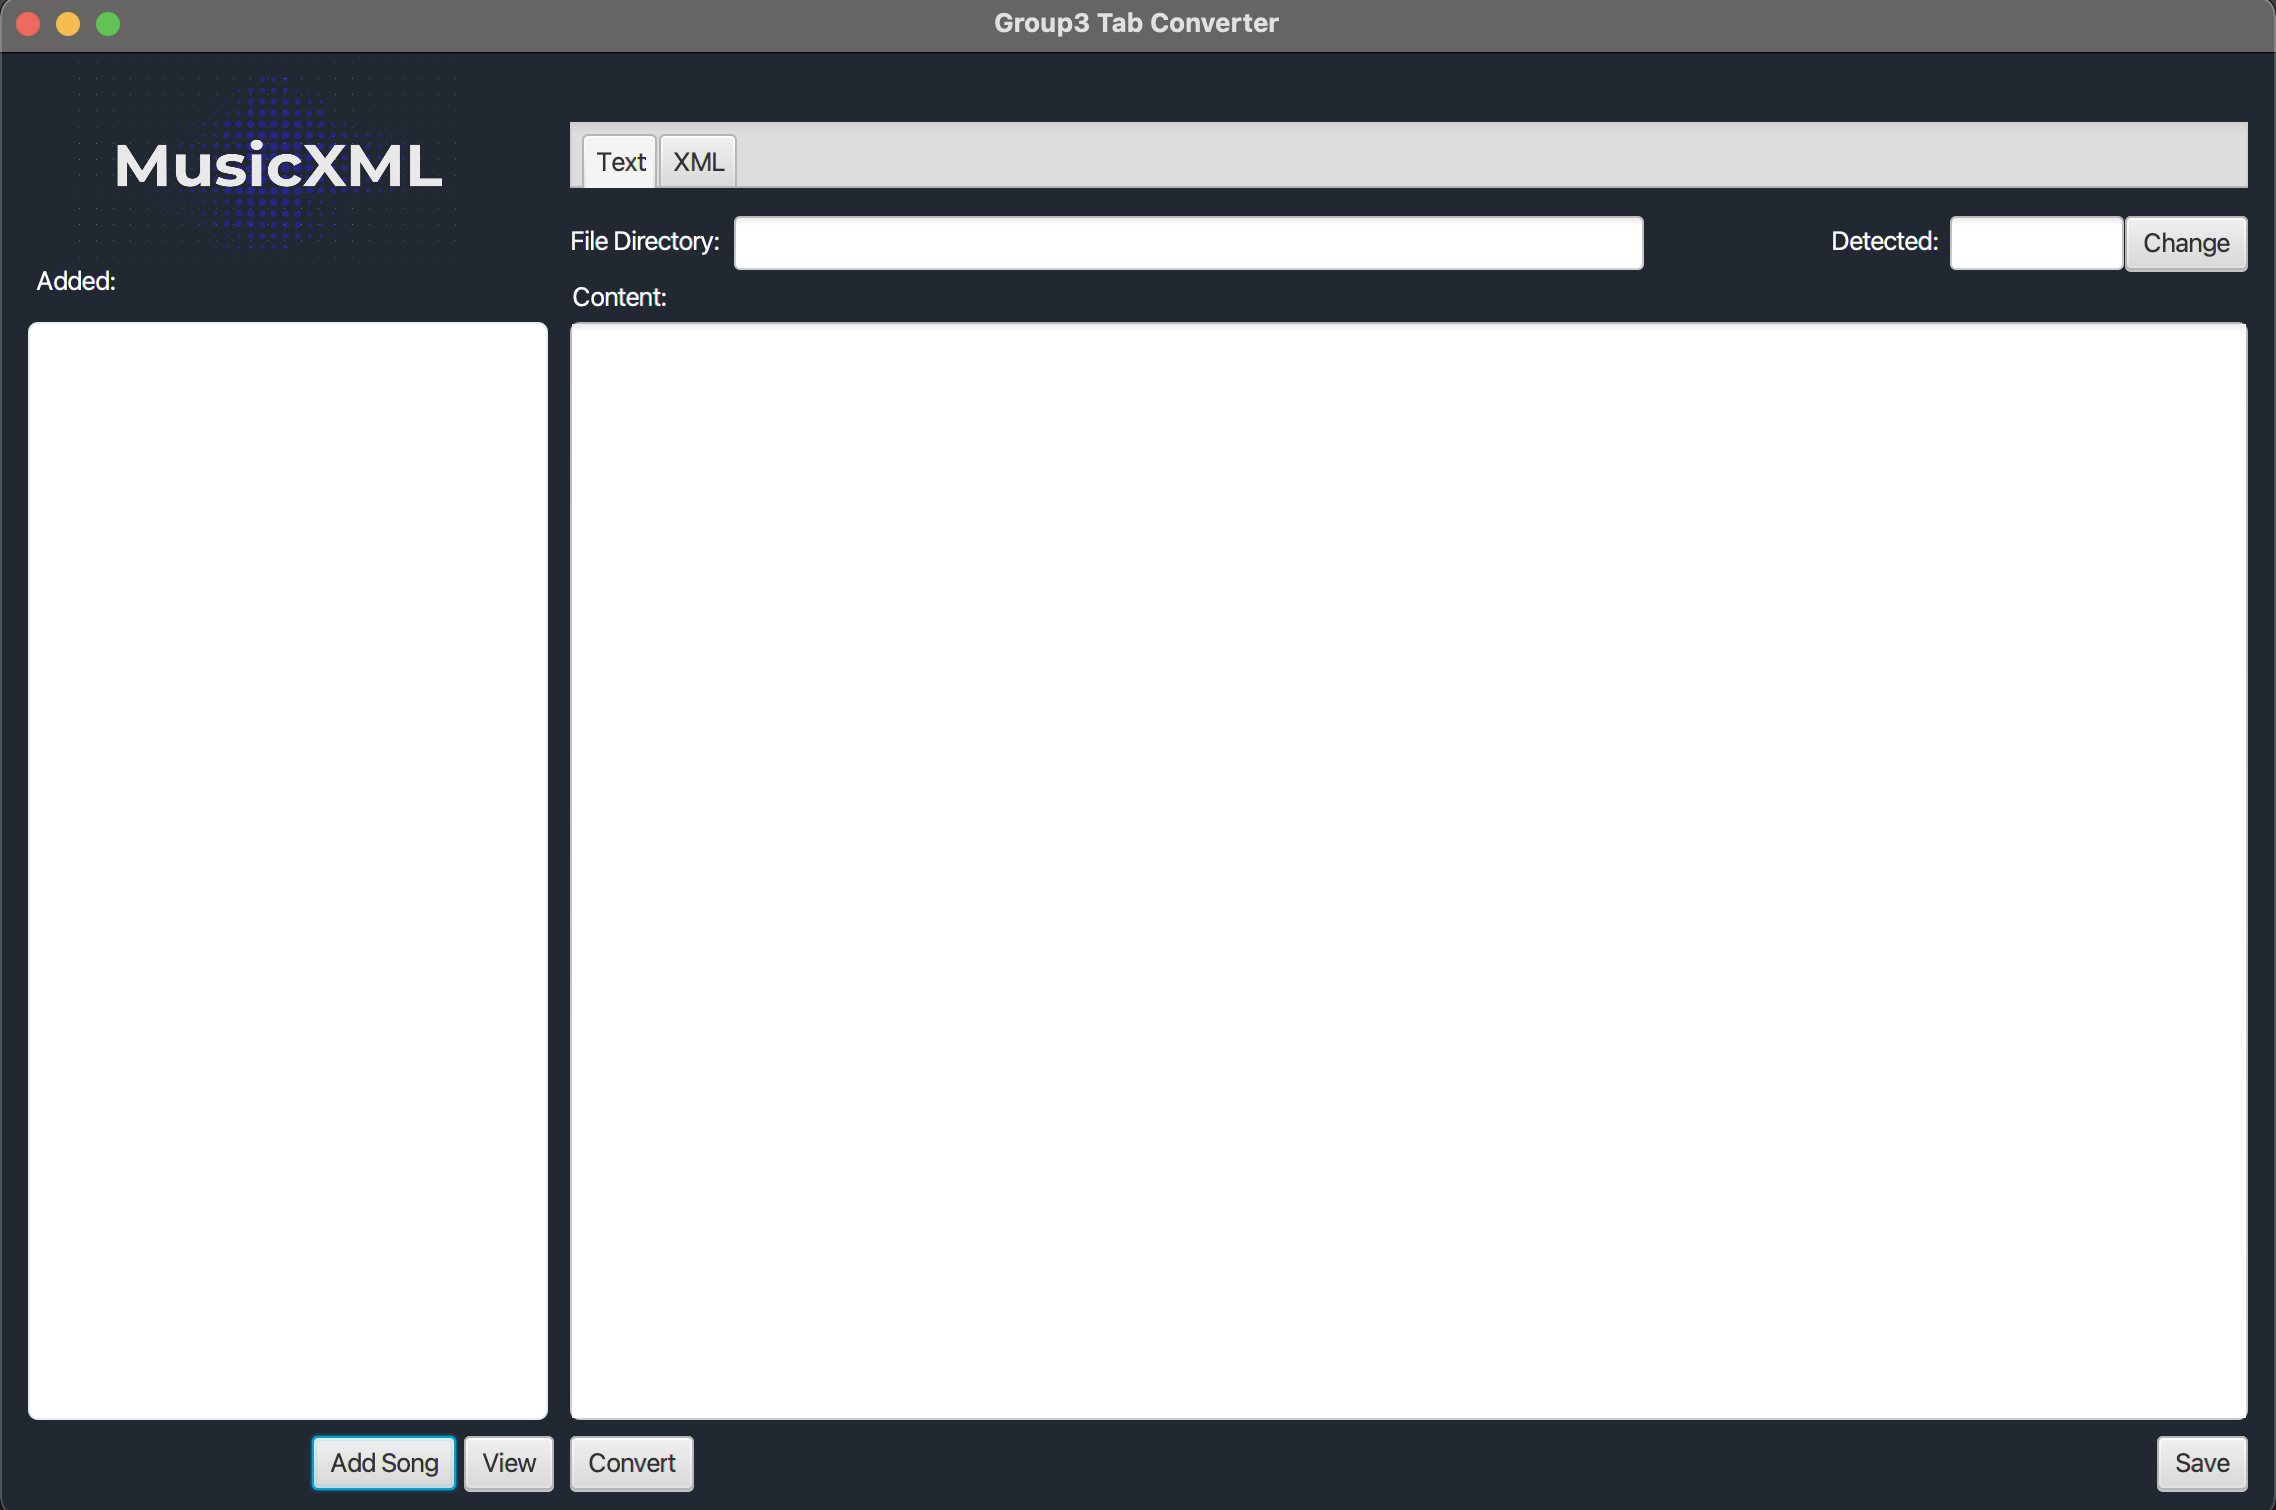 Group3 Tab Converter
MusicXML
Text XML
File Directory: Detected: Change
Added:
Content:
Add Song View Convert Save